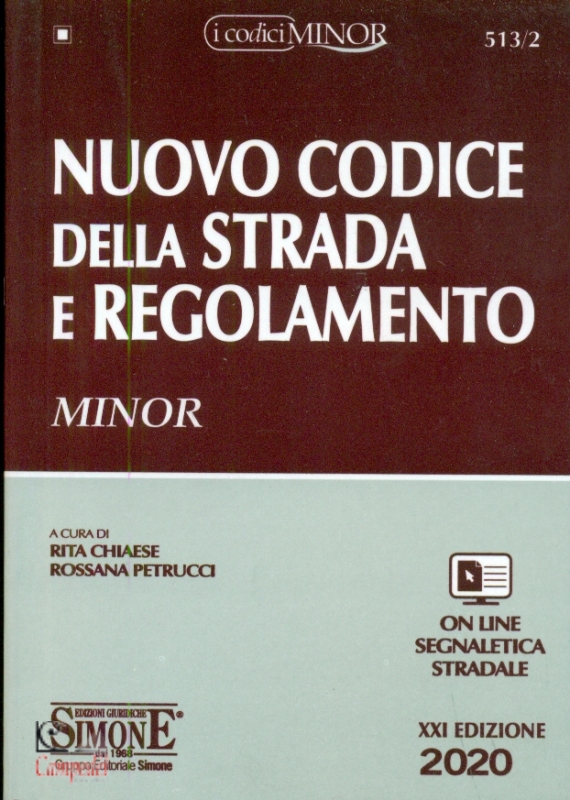 i codici MINOR
513/2
NUOVO CODICE
DELLA STRADA
E REGOLAMENTO
MINOR
A CURA DI
RITA CHIAESE
ROSSANA PETRUCCI
ON LINE
SEGNALETICA
STRADALE
EDIZIONI GIURIDICHE
SIMONE®
dal 1968
Gruppo Editoriale Simone
XXI EDIZIONE
2020